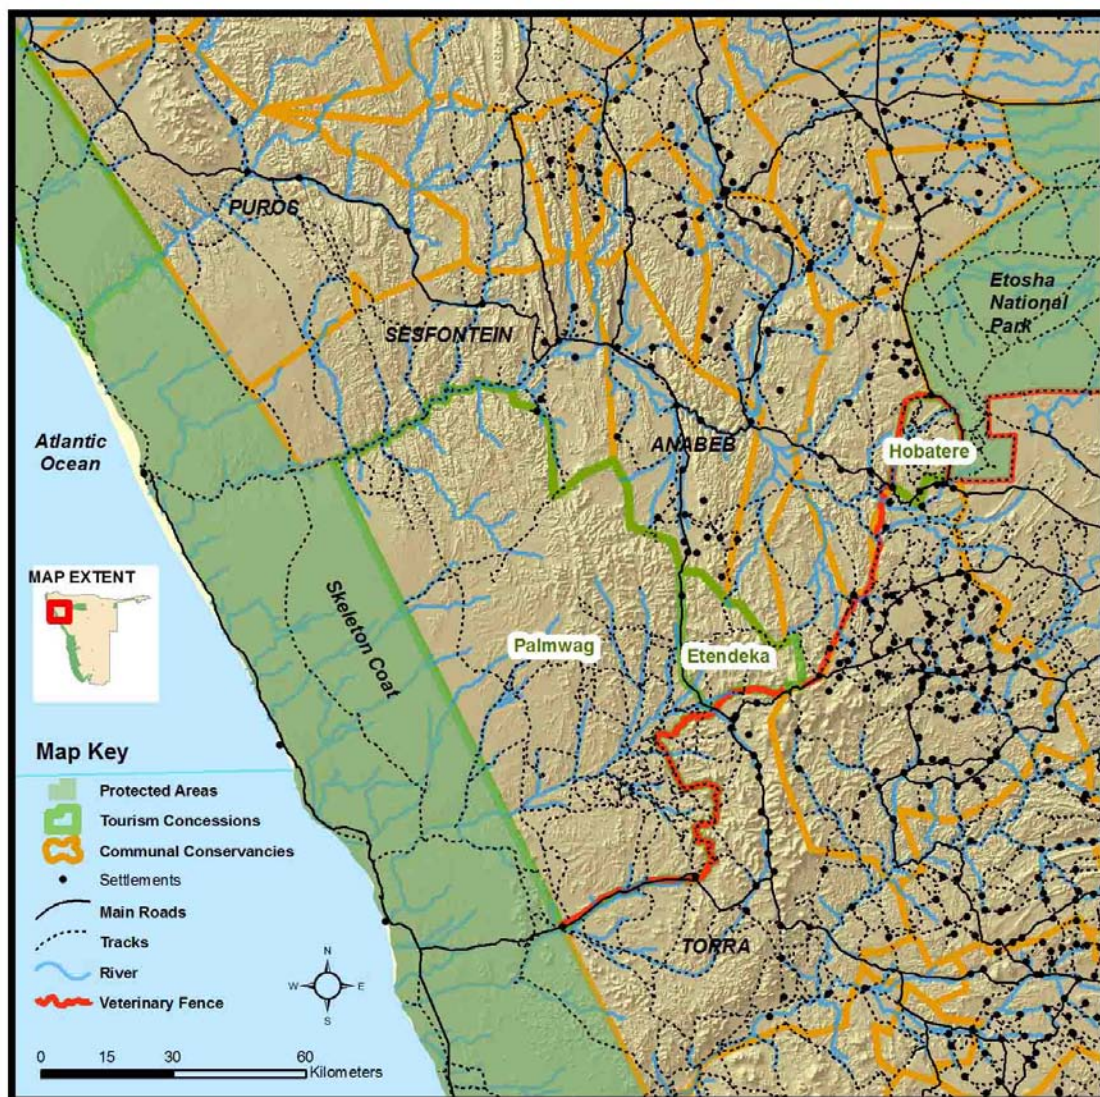 PUROS
SESFONTEIN
Etosha
National
Park
Atlantic
Ocean
ANABEB
Hobatere
MAP EXTENT
Skeleton Coat
Palmwag
Etendeka
TORRA
Map Key
Protected Areas
Tourism Concessions
Communal Conservancies
Settlements
Main Roads
Tracks
River
Veterinary Fence
N
W E
S
0 15 30 60
Kilometers